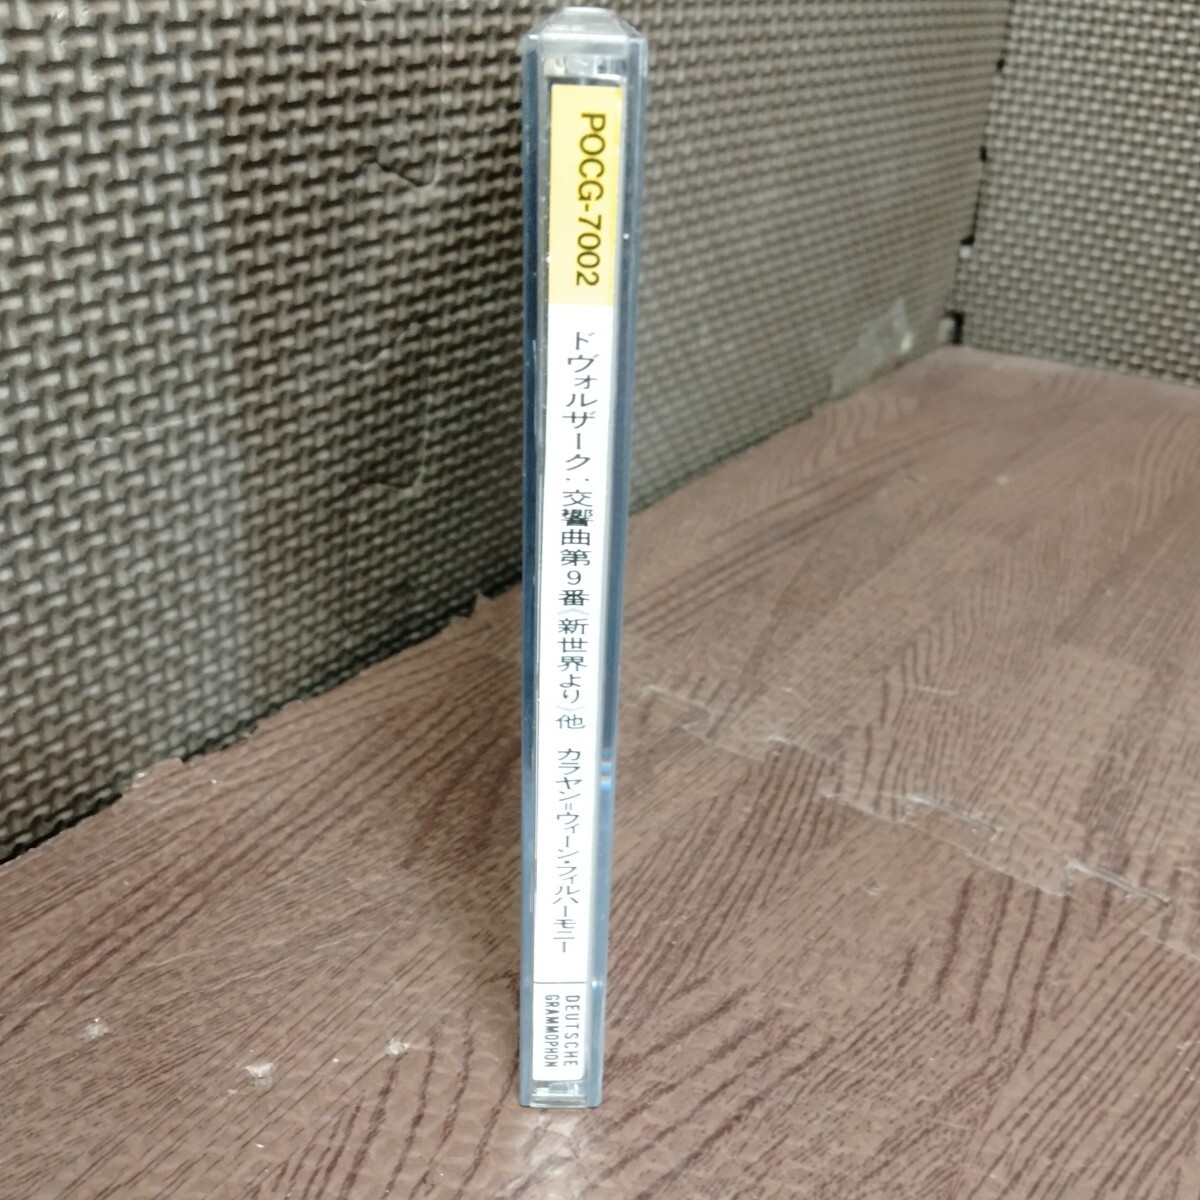 POCG-7002
ドヴォルザーク:交響曲第9番《新世界より》他 カラヤン=ウィーン・フィルハーモニー
DEUTSCHE
GRAMMOPHON